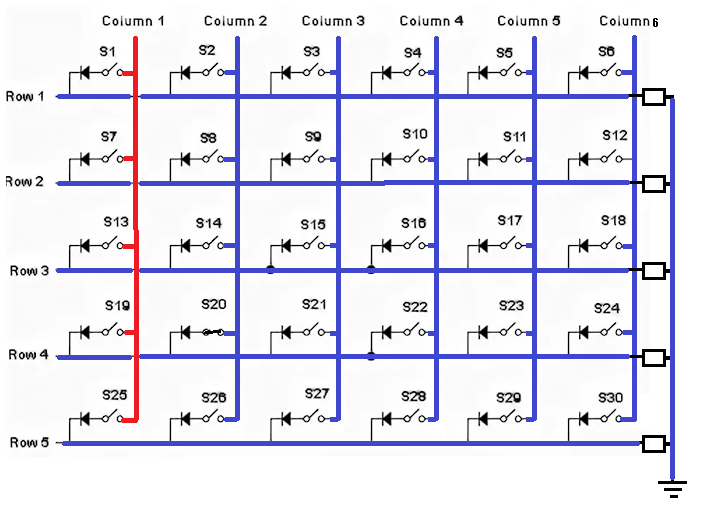 Column 1 Column 2 Column 3 Column 4 Column 5 Column 6
S1 S2 S3 S4 S5 S6
Row 1
S7 S8 S9 S10 S11 S12
Row 2
S13 S14 S15 S16 S17 S18
Row 3
S19 S20 S21 S22 S23 S24
Row 4
S25 S26 S27 S28 S29 S30
Row 5